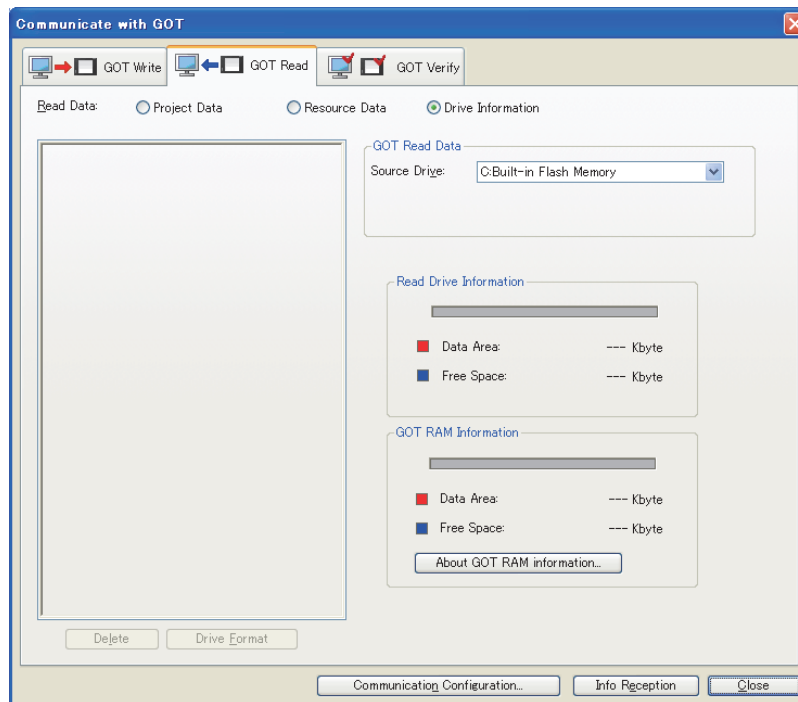 Communicate with GOT
GOT Write
GOT Read
GOT Verify
Read Data:
Project Data
Resource Data
Drive Information
GOT Read Data
Source Drive:
C:Built-in Flash Memory
Read Drive Information
Data Area:
--- Kbyte
Free Space:
--- Kbyte
GOT RAM Information
Data Area:
--- Kbyte
Free Space:
--- Kbyte
About GOT RAM information...
Delete
Drive Format
Communication Configuration...
Info Reception
Close